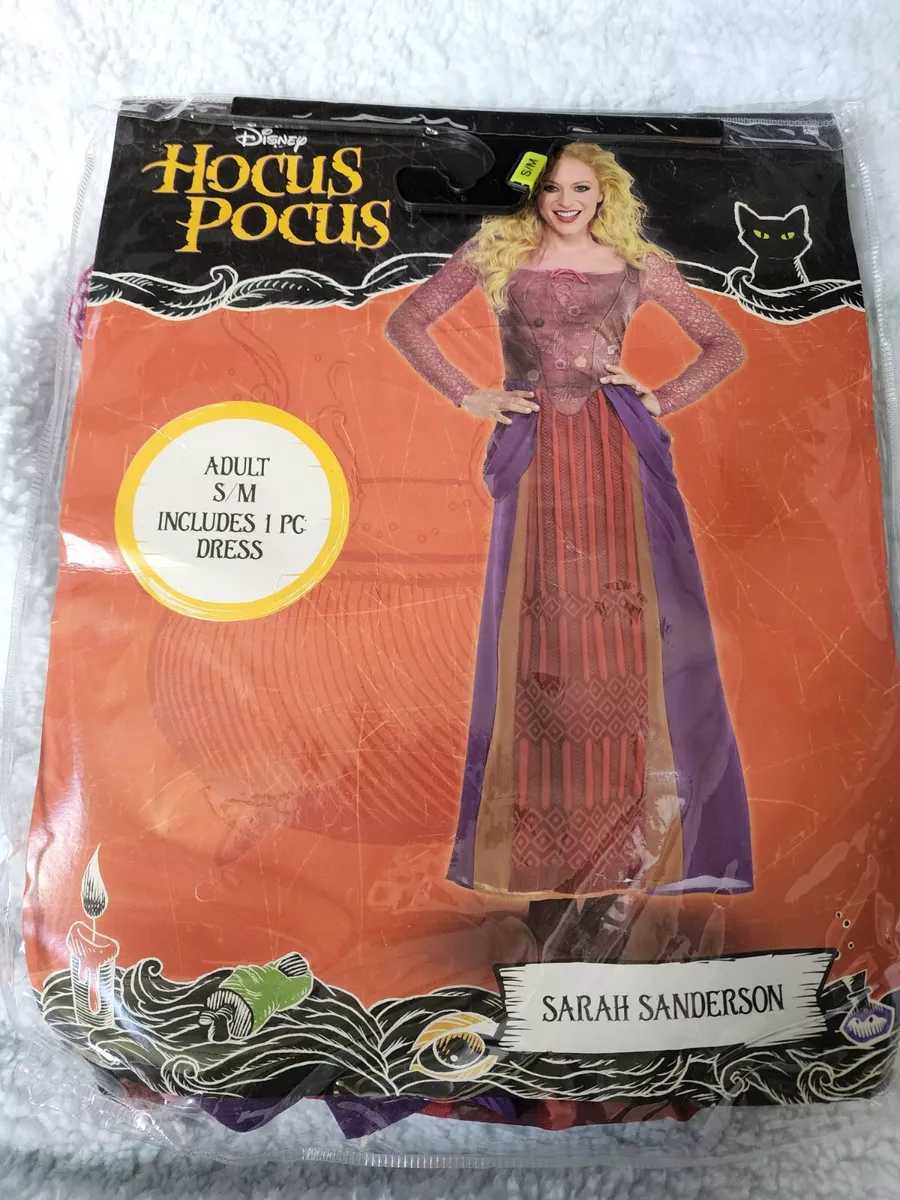 Disney
HOCUS
POCUS
S/M
ADULT
S/M
INCLUDES 1 PC
DRESS
SARAH SANDERSON